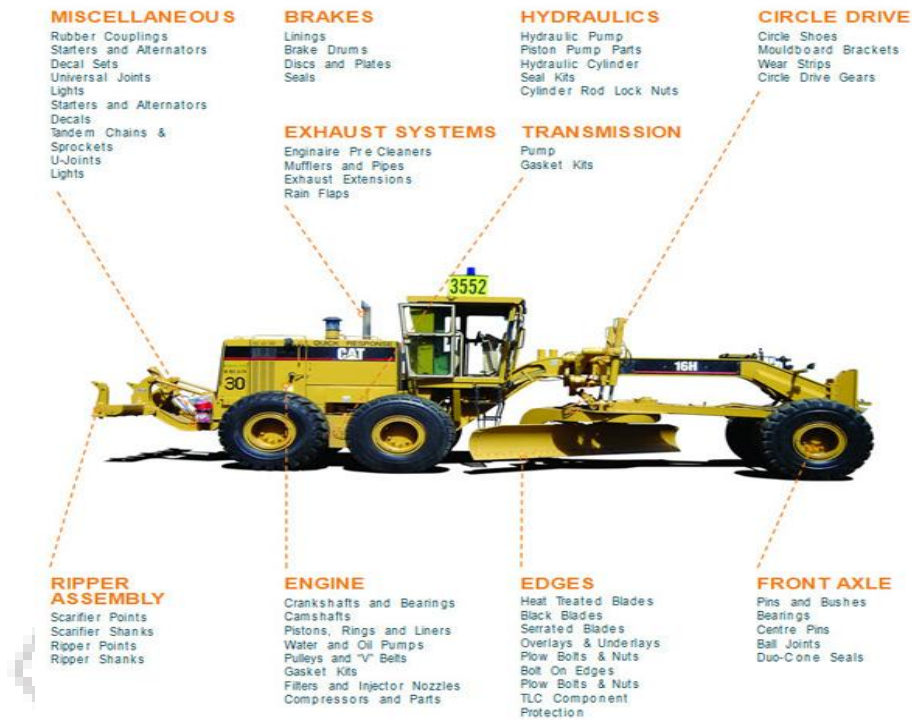 MISCELLANEOUS
Rubber Couplings
Starters and Alternators
Decal Sets
Universal Joints
Lights
Starters and Alternators
Decals
Tandem Chains &
Sprockets
U-Joints
Lights
BRAKES
Linings
Brake Drums
Discs and Plates
Seals
HYDRAULICS
Hydraulic Pump
Piston Pump Parts
Hydraulic Cylinder
Seal Kits
Cylinder Rod Lock Nuts
CIRCLE DRIVE
Circle Shoes
Mouldboard Brackets
Wear Strips
Circle Drive Gears
EXHAUST SYSTEMS
Enginaire Pre Cleaners
Mufflers and Pipes
Exhaust Extensions
Rain Flaps
TRANSMISSION
Pump
Gasket Kits
3552
QUICK RESPONSE
CAT
30
16H
RIPPER
ASSEMBLY
Scarifier Points
Scarifier Shanks
Ripper Points
Ripper Shanks
ENGINE
Crankshafts and Bearings
Camshafts
Pistons, Rings and Liners
Water and Oil Pumps
Pulleys and "V" Belts
Gasket Kits
Filters and Injector Nozzles
Compressors and Parts
EDGES
Heat Treated Blades
Black Blades
Serrated Blades
Overlays & Underlays
Plow Bolts & Nuts
Bolt On Edges
Plow Bolts & Nuts
TLC Component
Protection
FRONT AXLE
Pins and Bushes
Bearings
Centre Pins
Ball Joints
Duo-Cone Seals